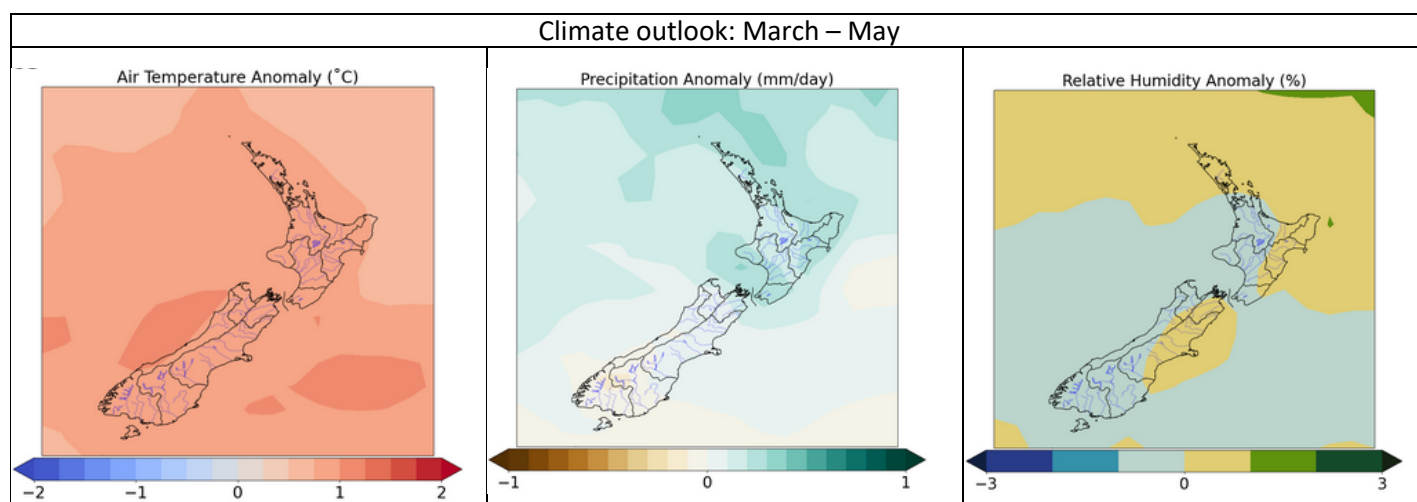 Climate outlook: March – May
Air Temperature Anomaly (˚C)
Precipitation Anomaly (mm/day)
Relative Humidity Anomaly (%)
−2 −1 0 1 2
−1 0 1
−3 0 3